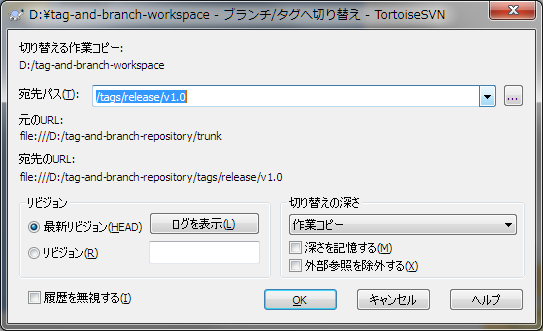 D:¥tag-and-branch-workspace - ブランチ/タグへ切り替え - TortoiseSVN
切り替える作業コピー:
D:/tag-and-branch-workspace
宛先パス(T):
/tags/release/v1.0
...
元のURL:
file:///D:/tag-and-branch-repository/trunk
宛先のURL:
file:///D:/tag-and-branch-repository/tags/release/v1.0
リビジョン
最新リビジョン(HEAD)
ログを表示(L)
リビジョン(R)
切り替えの深さ
作業コピー
深さを記憶する(M)
外部参照を除外する(X)
履歴を無視する(I)
OK
キャンセル
ヘルプ